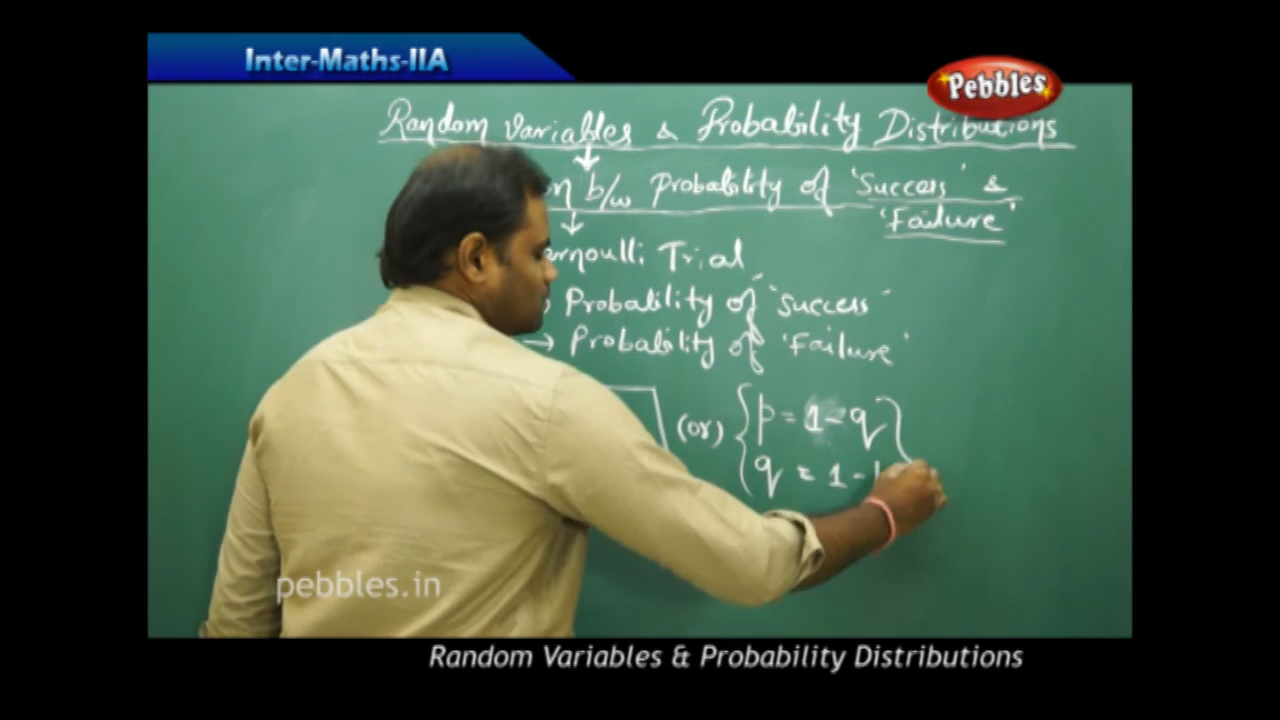 Inter-Maths-IIA
Pebbles
Random Variables & Probability Distributions
b/w Probability of 'Success' &
'Failure'
Trial
Probability of "Success"
→ Probability of 'Failure'
(or) { p = 1 - q
q = 1 -
pebbles.in
Random Variables & Probability Distributions